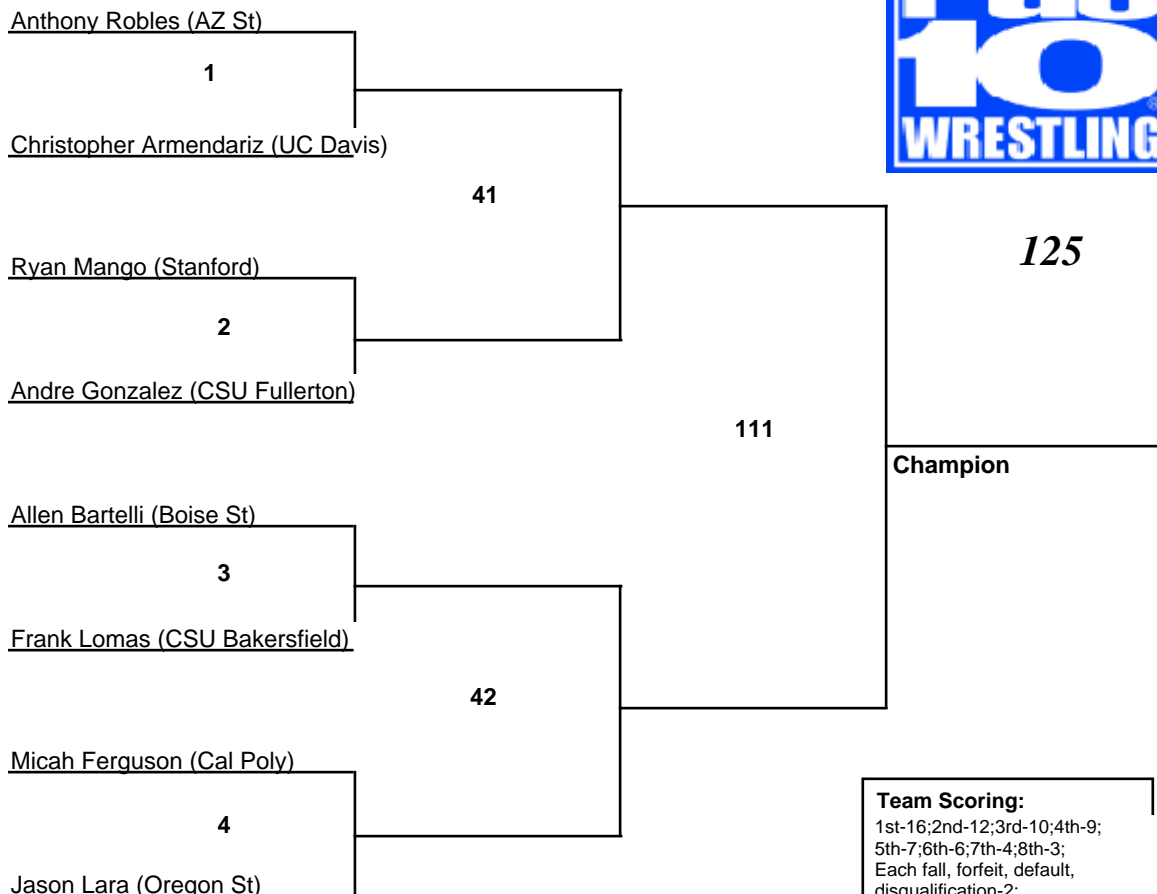 Anthony Robles (AZ St)
1
Christopher Armendariz (UC Davis)
41
Ryan Mango (Stanford)
2
Andre Gonzalez (CSU Fullerton)
111
Champion
Allen Bartelli (Boise St)
3
Frank Lomas (CSU Bakersfield)
42
Micah Ferguson (Cal Poly)
4
Jason Lara (Oregon St)
10
WRESTLING
125
Team Scoring:
1st-16;2nd-12;3rd-10;4th-9;
5th-7;6th-6;7th-4;8th-3;
Each fall, forfeit, default,
disqualification-2;